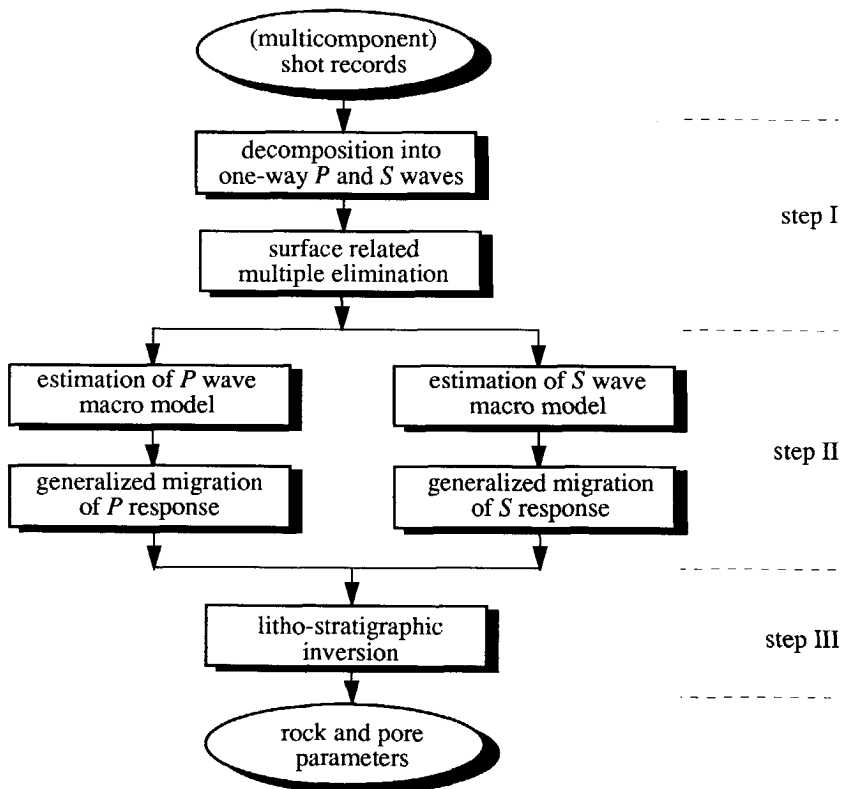 (multicomponent)
shot records
decomposition into
one-way P and S waves
step I
surface related
multiple elimination
estimation of P wave
macro model
estimation of S wave
macro model
step II
generalized migration
of P response
generalized migration
of S response
litho-stratigraphic
inversion
step III
rock and pore
parameters